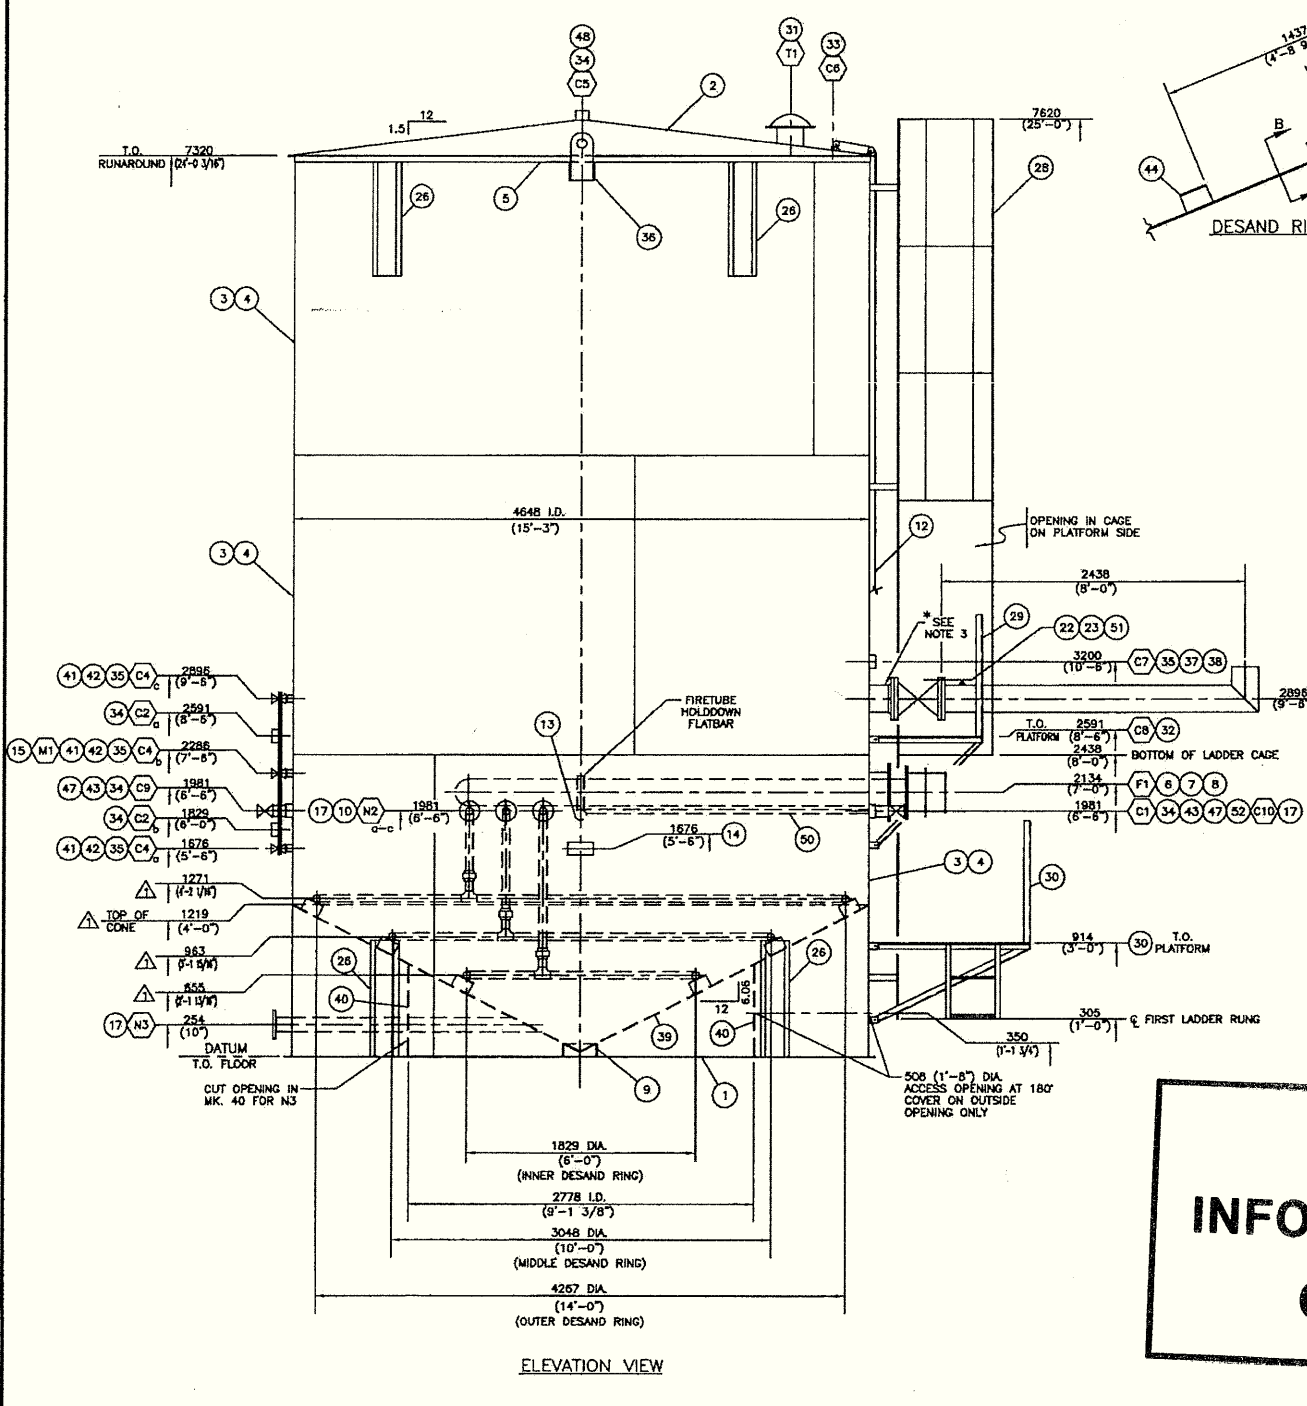 48
34
C5
31
T1
33
C6
2
12
1.5
7620
(25'-0")
1437
B
44
DESAND RI
T.O. 7320
RUNAROUND (24'-0 3/16")
26
5
36
26
28
3 4
4648 I.D.
(15'-3")
12
OPENING IN CAGE
ON PLATFORM SIDE
3 4
2438
(8'-0")
* SEE
NOTE 3
29
22 23 51
3200
(10'-6")
C7 35 37 38
41 42 35 C4 c 2896
(9'-6")
34 C2 a 2591
(8'-6")
15 M1 41 42 35 C4 b 2286
(7'-6")
47 43 34 C9 1981
(6'-6")
34 C2 b 1829
(6'-0")
41 42 35 C4 a 1676
(5'-6")
FIRETUBE
HOLDDOWN
FLATBAR
13
2896
T.O. 2591
PLATFORM (8'-6")
C8 32
2438
(8'-0")
BOTTOM OF LADDER CAGE
2134
(7'-0")
F1 6 7 8
1981
(6'-6")
C1 34 43 47 52 C10 17
17 10 N2 a-c 1981
(6'-6")
1676
(5'-6")
14
50
3 4
30
1 1271
1 TOP OF
CONE
1219
(4'-0")
1 963
1 655
17 N3 254
(10")
DATUM
T.O. FLOOR
CUT OPENING IN
MK. 40 FOR N3
26
40
39
12
6.06
40
26
914
(3'-0")
30 T.O.
PLATFORM
305
(1'-0")
℄ FIRST LADDER RUNG
350
(1'-1 3/4")
9
1
508 (1'-8") DIA.
ACCESS OPENING AT 180°
COVER ON OUTSIDE
OPENING ONLY
1829 DIA.
(6'-0")
(INNER DESAND RING)
2778 I.D.
(9'-1 3/8")
3048 DIA.
(10'-0")
(MIDDLE DESAND RING)
4267 DIA.
(14'-0")
(OUTER DESAND RING)
ELEVATION VIEW
INFO